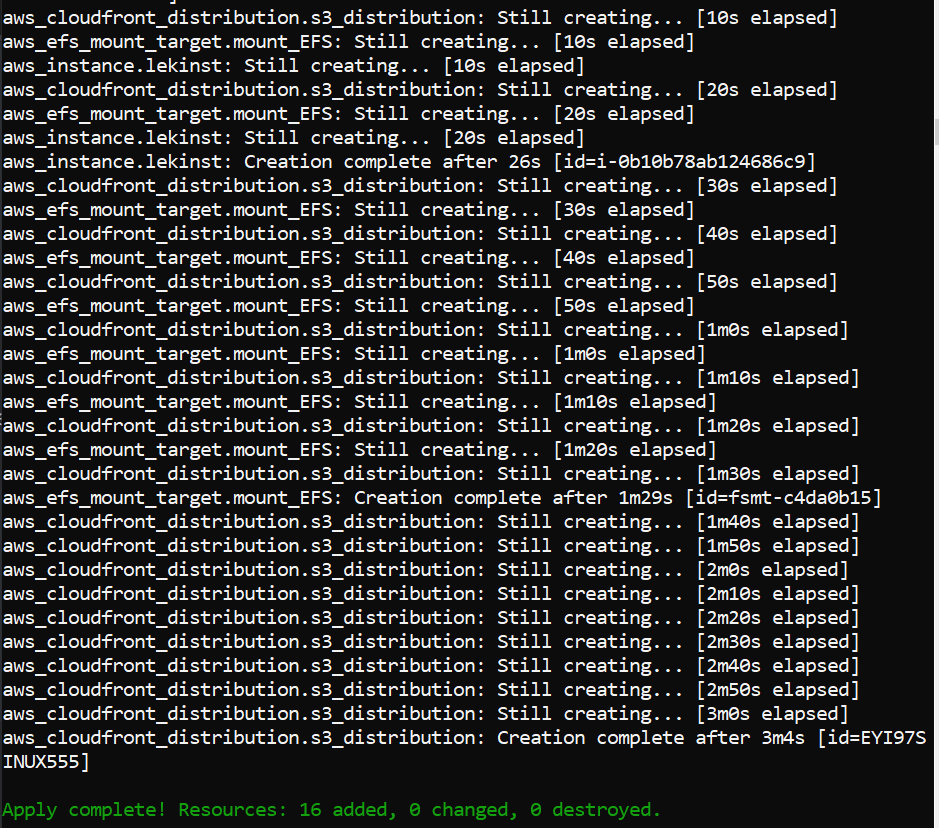 aws_cloudfront_distribution.s3_distribution: Still creating... [10s elapsed]
aws_efs_mount_target.mount_EFS: Still creating... [10s elapsed]
aws_instance.lekinst: Still creating... [10s elapsed]
aws_cloudfront_distribution.s3_distribution: Still creating... [20s elapsed]
aws_efs_mount_target.mount_EFS: Still creating... [20s elapsed]
aws_instance.lekinst: Still creating... [20s elapsed]
aws_instance.lekinst: Creation complete after 26s [id=i-0b10b78ab124686c9]
aws_cloudfront_distribution.s3_distribution: Still creating... [30s elapsed]
aws_efs_mount_target.mount_EFS: Still creating... [30s elapsed]
aws_cloudfront_distribution.s3_distribution: Still creating... [40s elapsed]
aws_efs_mount_target.mount_EFS: Still creating... [40s elapsed]
aws_cloudfront_distribution.s3_distribution: Still creating... [50s elapsed]
aws_efs_mount_target.mount_EFS: Still creating... [50s elapsed]
aws_cloudfront_distribution.s3_distribution: Still creating... [1m0s elapsed]
aws_efs_mount_target.mount_EFS: Still creating... [1m0s elapsed]
aws_cloudfront_distribution.s3_distribution: Still creating... [1m10s elapsed]
aws_efs_mount_target.mount_EFS: Still creating... [1m10s elapsed]
aws_cloudfront_distribution.s3_distribution: Still creating... [1m20s elapsed]
aws_efs_mount_target.mount_EFS: Still creating... [1m20s elapsed]
aws_cloudfront_distribution.s3_distribution: Still creating... [1m30s elapsed]
aws_efs_mount_target.mount_EFS: Creation complete after 1m29s [id=fsmt-c4da0b15]
aws_cloudfront_distribution.s3_distribution: Still creating... [1m40s elapsed]
aws_cloudfront_distribution.s3_distribution: Still creating... [1m50s elapsed]
aws_cloudfront_distribution.s3_distribution: Still creating... [2m0s elapsed]
aws_cloudfront_distribution.s3_distribution: Still creating... [2m10s elapsed]
aws_cloudfront_distribution.s3_distribution: Still creating... [2m20s elapsed]
aws_cloudfront_distribution.s3_distribution: Still creating... [2m30s elapsed]
aws_cloudfront_distribution.s3_distribution: Still creating... [2m40s elapsed]
aws_cloudfront_distribution.s3_distribution: Still creating... [2m50s elapsed]
aws_cloudfront_distribution.s3_distribution: Still creating... [3m0s elapsed]
aws_cloudfront_distribution.s3_distribution: Creation complete after 3m4s [id=EYI97S
INUX555]
Apply complete! Resources: 16 added, 0 changed, 0 destroyed.